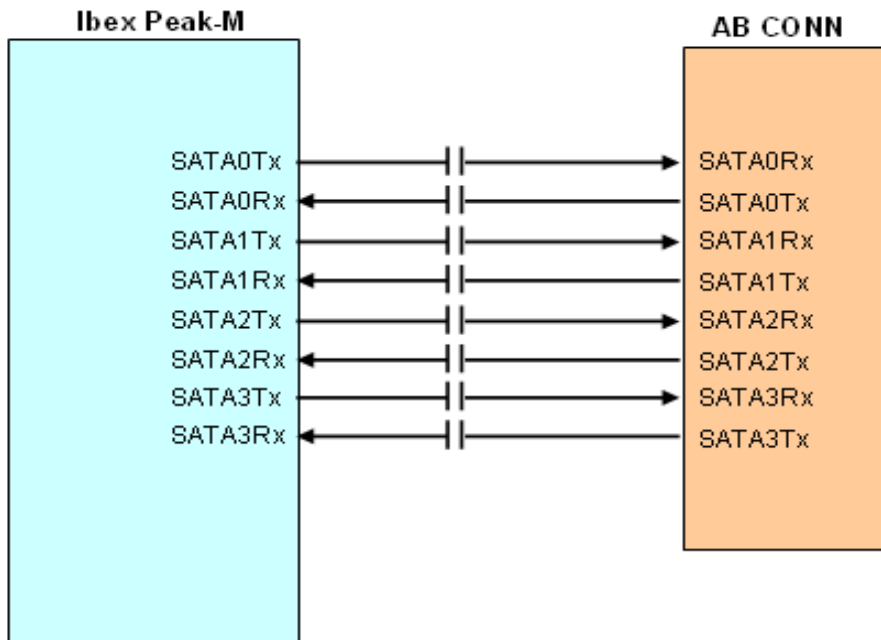 Ibex Peak-M
AB CONN
SATA0Tx
SATA0Rx
SATA0Rx
SATA0Tx
SATA1Tx
SATA1Rx
SATA1Rx
SATA1Tx
SATA2Tx
SATA2Rx
SATA2Rx
SATA2Tx
SATA3Tx
SATA3Rx
SATA3Rx
SATA3Tx